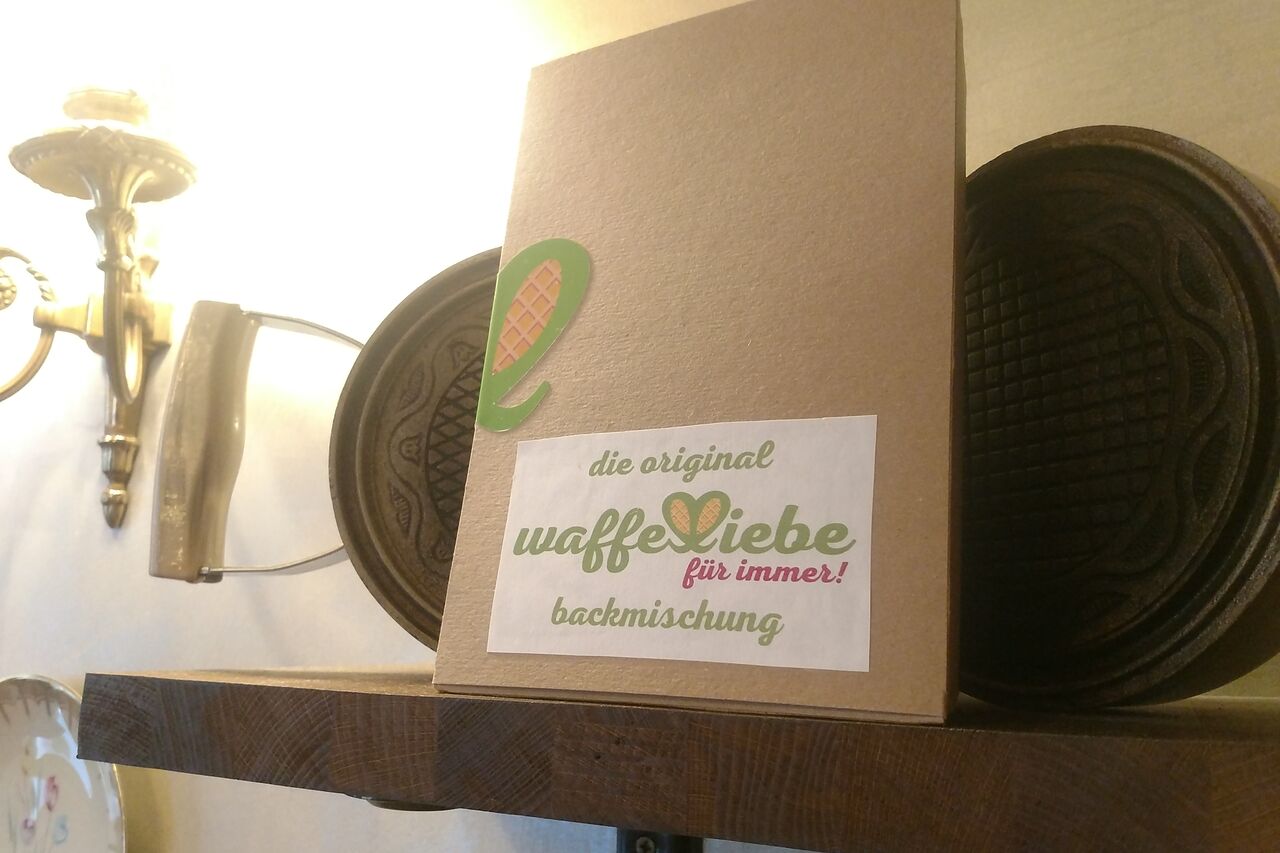 die original
waffelliebe
für immer!
backmischung